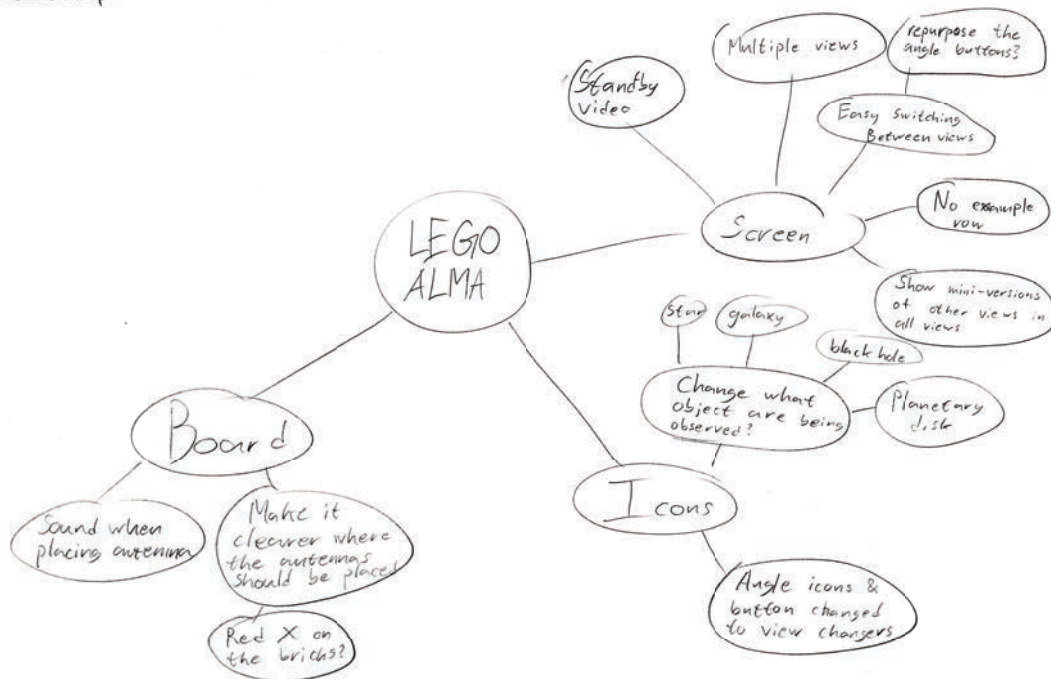 LEGO
ALMA
Standby
video
Multiple views
repurpose the
angle buttons?
Easy switching
Between views
Screen
No example
row
Show mini-versions
of other views in
all views
Star
galaxy
black hole
Planetary
disk
Change what
object are being
observed?
Icons
Angle icons &
button changed
to view changers
Board
Sound when
placing antenna
Make it
clearer where
the antennas
should be placed
Red X on
the bricks?